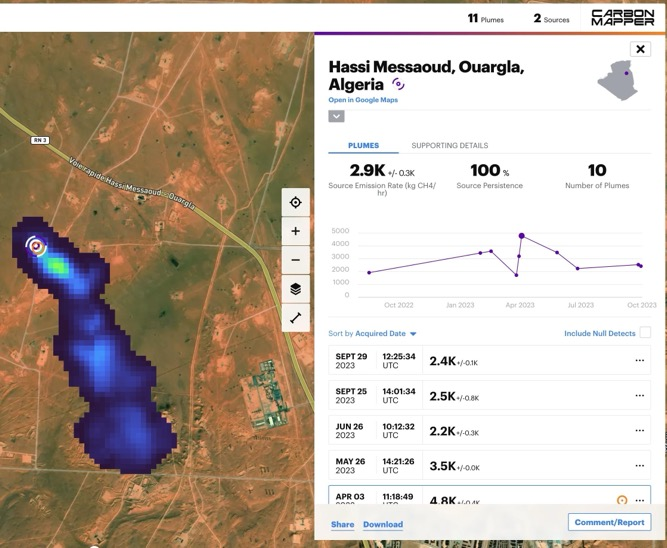 11 Plumes
2 Sources
CARBON
MAPPER
Hassi Messaoud, Ouargla,
Algeria
Open in Google Maps
PLUMES
SUPPORTING DETAILS
2.9K +/- 0.3K
Source Emission Rate (kg CH4/
hr)
100 %
Source Persistence
10
Number of Plumes
5000
4000
3000
2000
1000
0
Oct 2022
Jan 2023
Apr 2023
Jul 2023
Oct 2023
Sort by Acquired Date
Include Null Detects
SEPT 29
2023
12:25:34
UTC
2.4K +/-0.1K
SEPT 25
2023
14:01:34
UTC
2.5K +/-0.8K
JUN 26
2023
10:12:32
UTC
2.2K +/-0.3K
MAY 26
2023
14:21:26
UTC
3.5K +/-0.0K
APR 03
2023
11:18:49
UTC
4.8K +/-0.4K
Share
Download
Comment/Report
RN 3
Voie rapide Hassi Messaoud - Ouargla